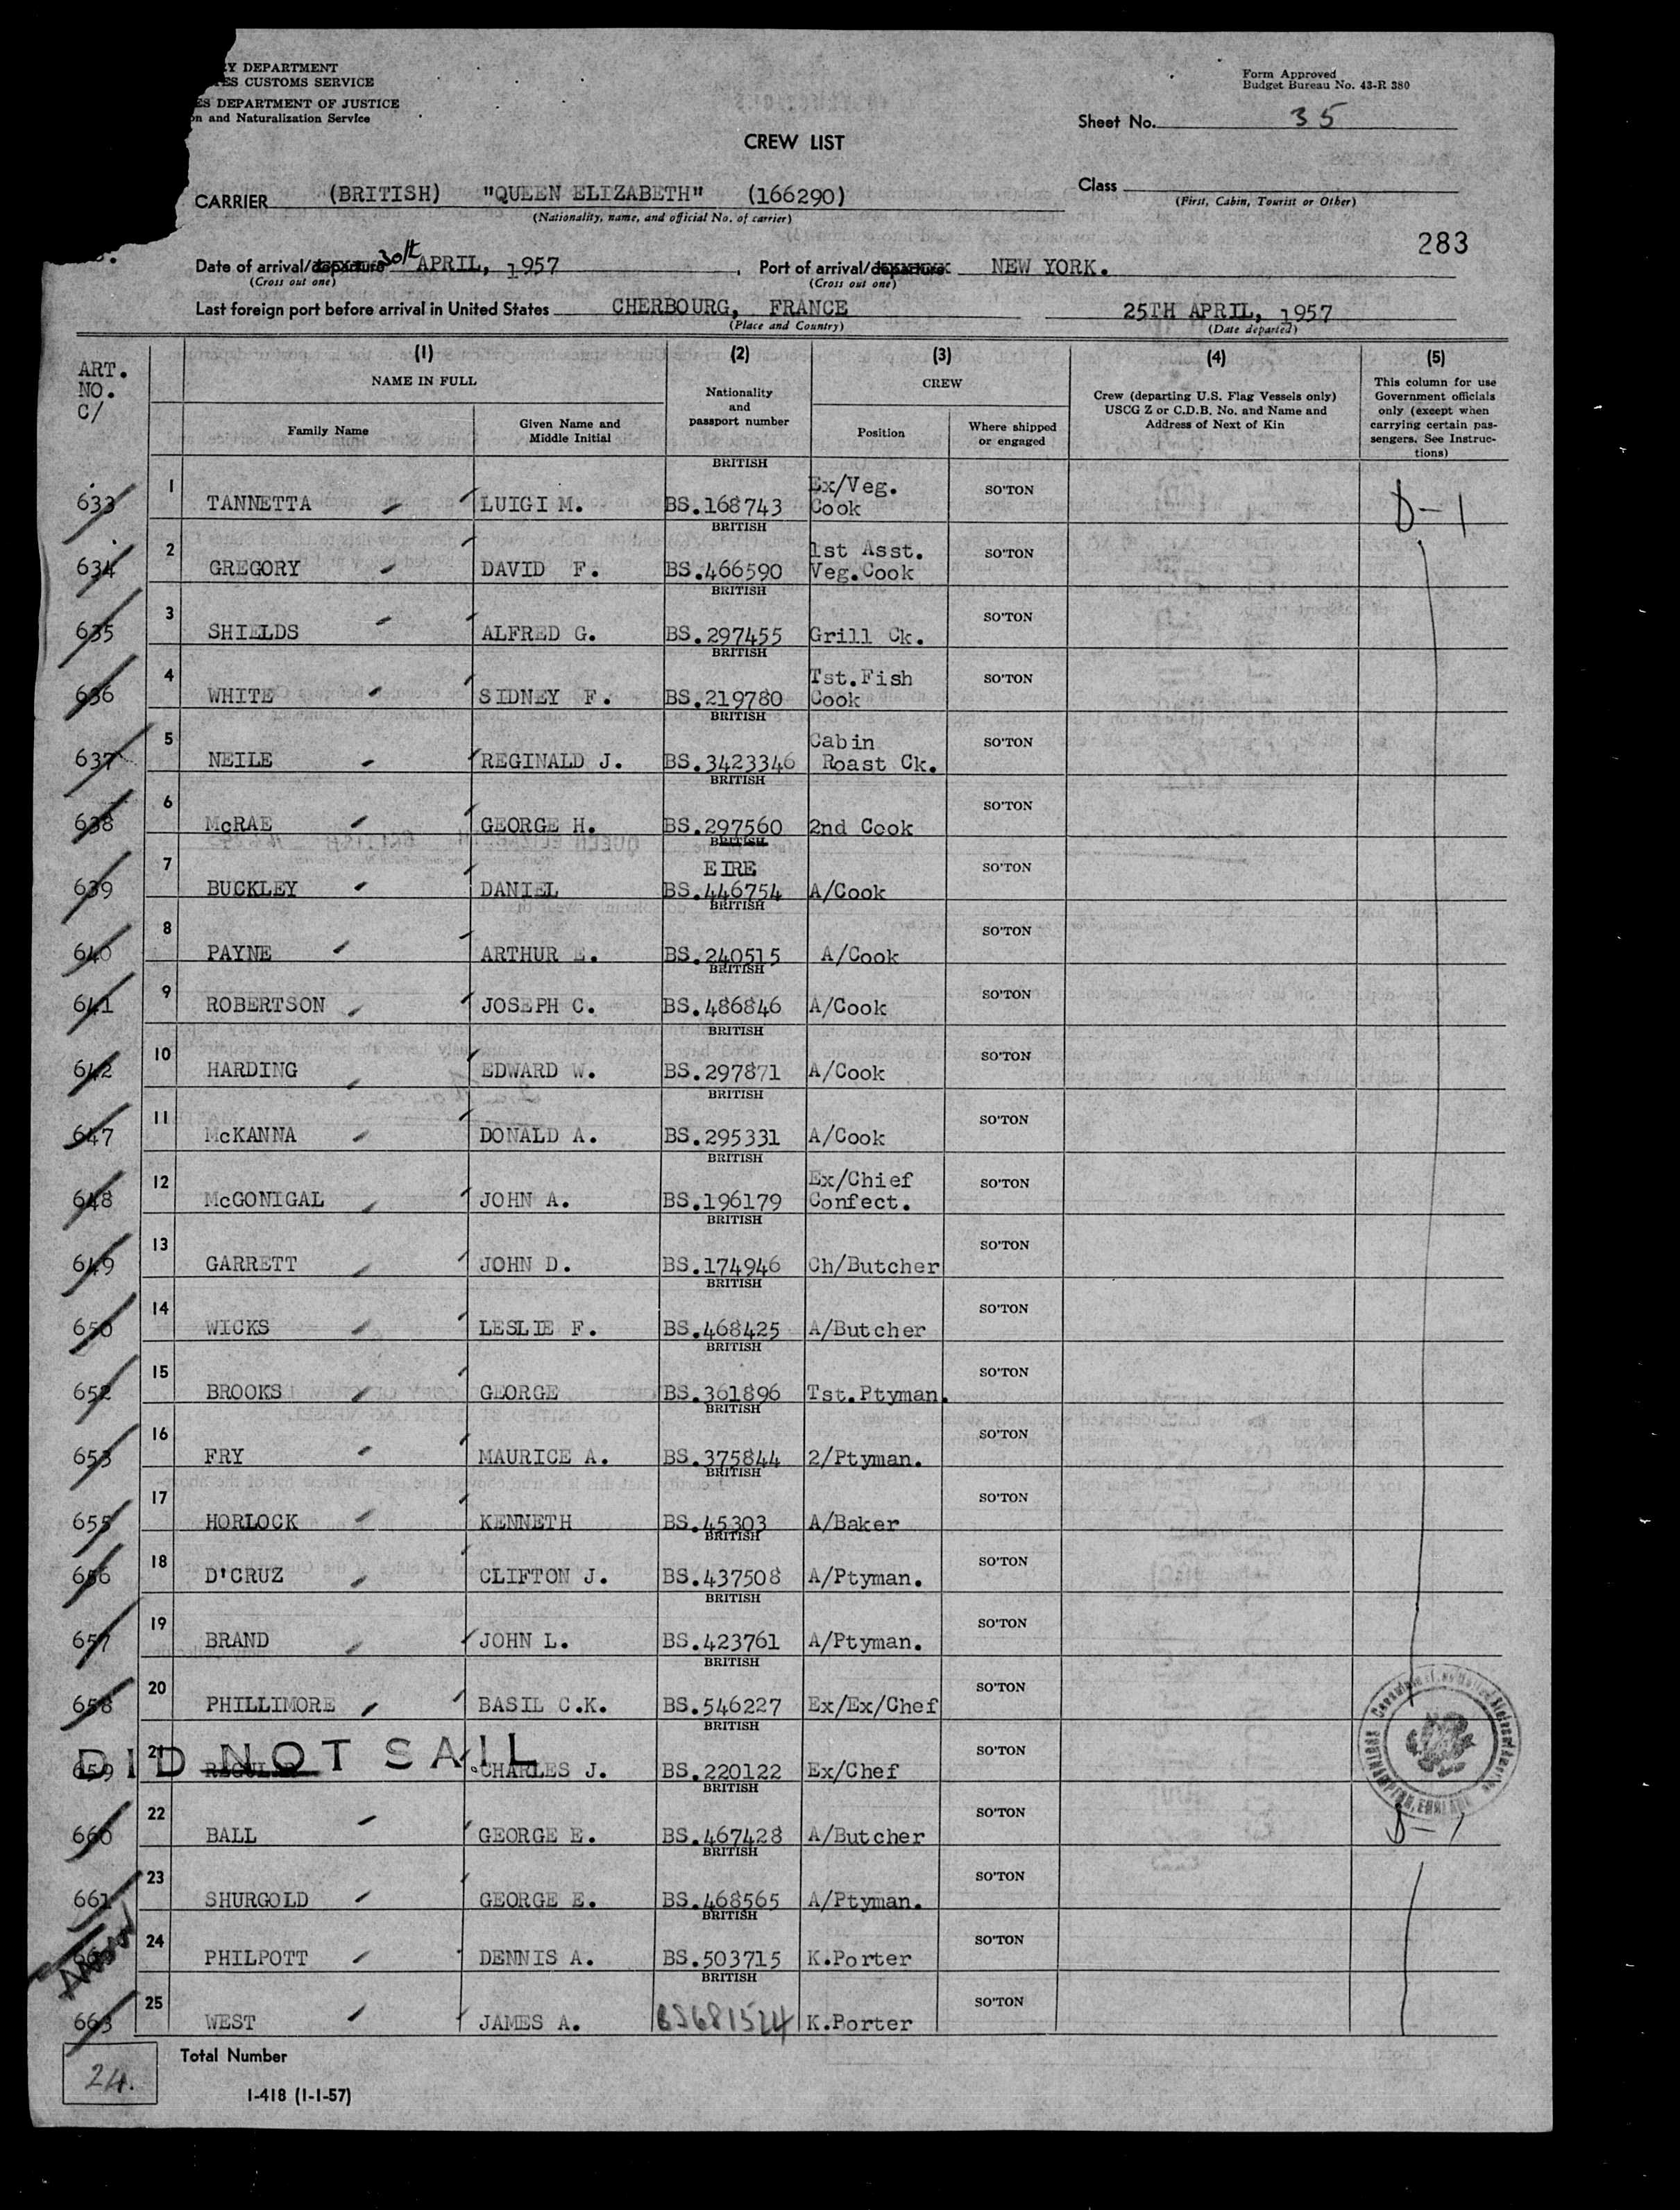 Y DEPARTMENT
ES CUSTOMS SERVICE
ES DEPARTMENT OF JUSTICE
n and Naturalization Service
Form Approved
Budget Bureau No. 43-R 380
Sheet No. 35
CREW LIST
Class
(First, Cabin, Tourist or Other)
CARRIER (BRITISH) "QUEEN ELIZABETH" (166290)
(Nationality, name, and official No. of carrier)
283
Date of arrival/departure 30th APRIL, 1957, Port of arrival/departure NEW YORK.
(Cross out one) (Cross out one)
Last foreign port before arrival in United States CHERBOURG, FRANCE 25TH APRIL, 1957
(Place and Country) (Date departed)
ART. NO. C/
(1) (2) (3) (4) (5)
NAME IN FULL
Family Name
Given Name and Middle Initial
Nationality and passport number
CREW
Position
Where shipped or engaged
Crew (departing U.S. Flag Vessels only) USCG Z or C.D.B. No. and Name and Address of Next of Kin
This column for use Government officials only (except when carrying certain passengers. See Instructions)
633 1 TANNETTA LUIGI M. BRITISH BS.168743 Ex/Veg. Cook SO'TON D-1
634 2 GREGORY DAVID F. BRITISH BS.466590 1st Asst. Veg.Cook SO'TON
635 3 SHIELDS ALFRED G. BRITISH BS.297455 Grill Ck. SO'TON
636 4 WHITE SIDNEY F. BRITISH BS.219780 Tst.Fish Cook SO'TON
637 5 NEILE REGINALD J. BRITISH BS.3423346 Cabin Roast Ck. SO'TON
638 6 McRAE GEORGE H. BRITISH BS.297560 2nd Cook SO'TON
639 7 BUCKLEY DANIEL BRITISH EIRE BS.446754 A/Cook SO'TON
640 8 PAYNE ARTHUR E. BRITISH BS.240515 A/Cook SO'TON
641 9 ROBERTSON JOSEPH C. BRITISH BS.486846 A/Cook SO'TON
642 10 HARDING EDWARD W. BRITISH BS.297871 A/Cook SO'TON
647 11 McKANNA DONALD A. BRITISH BS.295331 A/Cook SO'TON
648 12 McGONIGAL JOHN A. BRITISH BS.196179 Ex/Chief Confect. SO'TON
649 13 GARRETT JOHN D. BRITISH BS.174946 Ch/Butcher SO'TON
650 14 WICKS LESLIE F. BRITISH BS.468425 A/Butcher SO'TON
652 15 BROOKS GEORGE BRITISH BS.361896 Tst.Ptyman. SO'TON
653 16 FRY MAURICE A. BRITISH BS.375844 2/Ptyman. SO'TON
655 17 HORLOCK KENNETH BRITISH BS.45303 A/Baker SO'TON
656 18 D'CRUZ CLIFTON J. BRITISH BS.437508 A/Ptyman. SO'TON
657 19 BRAND JOHN L. BRITISH BS.423761 A/Ptyman. SO'TON
658 20 PHILLIMORE BASIL C.K. BRITISH BS.546227 Ex/Ex/Chef SO'TON
DID NOT SAIL
659 21 CHARLES J. BRITISH BS.220122 Ex/Chef SO'TON
SOUTHAMPTON, ENGLAND
660 22 BALL GEORGE E. BRITISH BS.467428 A/Butcher SO'TON D-1
661 23 SHURGOLD GEORGE E. BRITISH BS.468565 A/Ptyman. SO'TON
24 PHILPOTT DENNIS A. BRITISH BS.503715 K.Porter SO'TON
663 25 WEST JAMES A. BRITISH BS681524 K.Porter SO'TON
24. Total Number
I-418 (1-1-57)